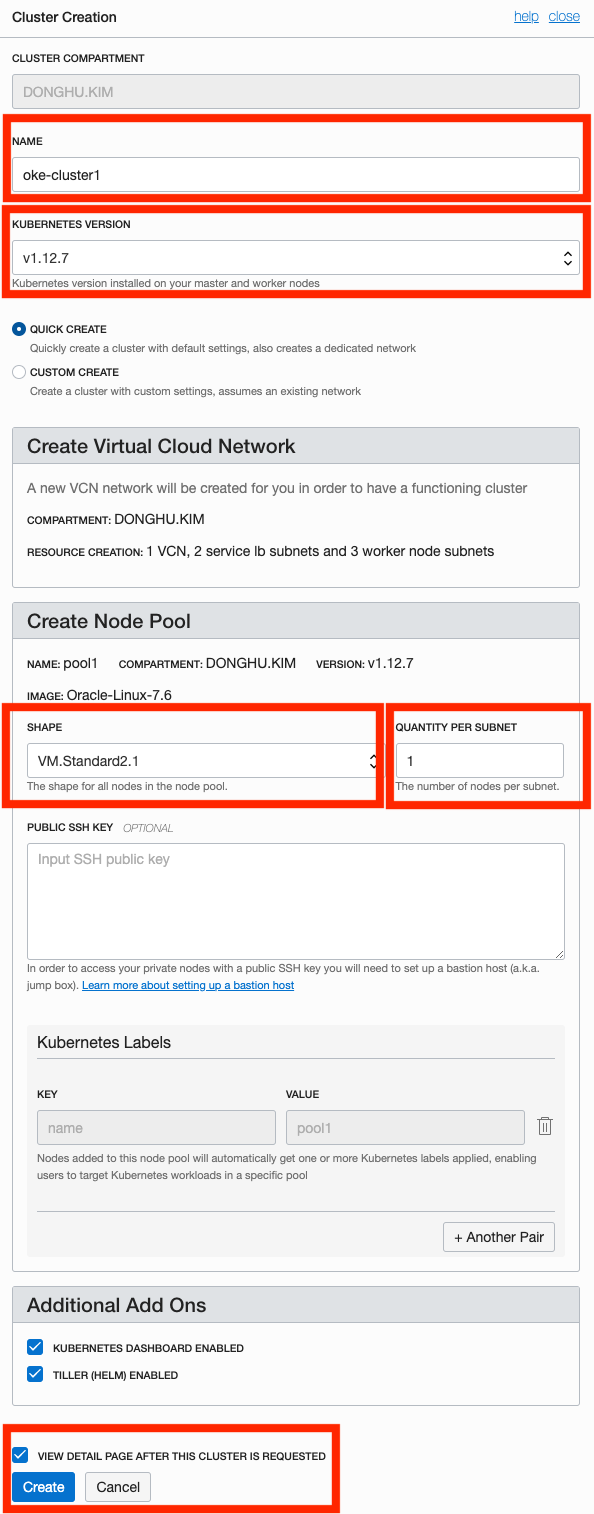 Cluster Creation help close
CLUSTER COMPARTMENT
DONGHU.KIM
NAME
oke-cluster1
KUBERNETES VERSION
v1.12.7
Kubernetes version installed on your master and worker nodes
QUICK CREATE
Quickly create a cluster with default settings, also creates a dedicated network
CUSTOM CREATE
Create a cluster with custom settings, assumes an existing network
Create Virtual Cloud Network
A new VCN network will be created for you in order to have a functioning cluster
COMPARTMENT: DONGHU.KIM
RESOURCE CREATION: 1 VCN, 2 service lb subnets and 3 worker node subnets
Create Node Pool
NAME: pool1 COMPARTMENT: DONGHU.KIM VERSION: v1.12.7
IMAGE: Oracle-Linux-7.6
SHAPE QUANTITY PER SUBNET
VM.Standard2.1 1
The shape for all nodes in the node pool. The number of nodes per subnet.
PUBLIC SSH KEY OPTIONAL
Input SSH public key
In order to access your private nodes with a public SSH key you will need to set up a bastion host (a.k.a.
jump box). Learn more about setting up a bastion host
Kubernetes Labels
KEY VALUE
name pool1
Nodes added to this node pool will automatically get one or more Kubernetes labels applied, enabling
users to target Kubernetes workloads in a specific pool
+ Another Pair
Additional Add Ons
KUBERNETES DASHBOARD ENABLED
TILLER (HELM) ENABLED
VIEW DETAIL PAGE AFTER THIS CLUSTER IS REQUESTED
Create Cancel